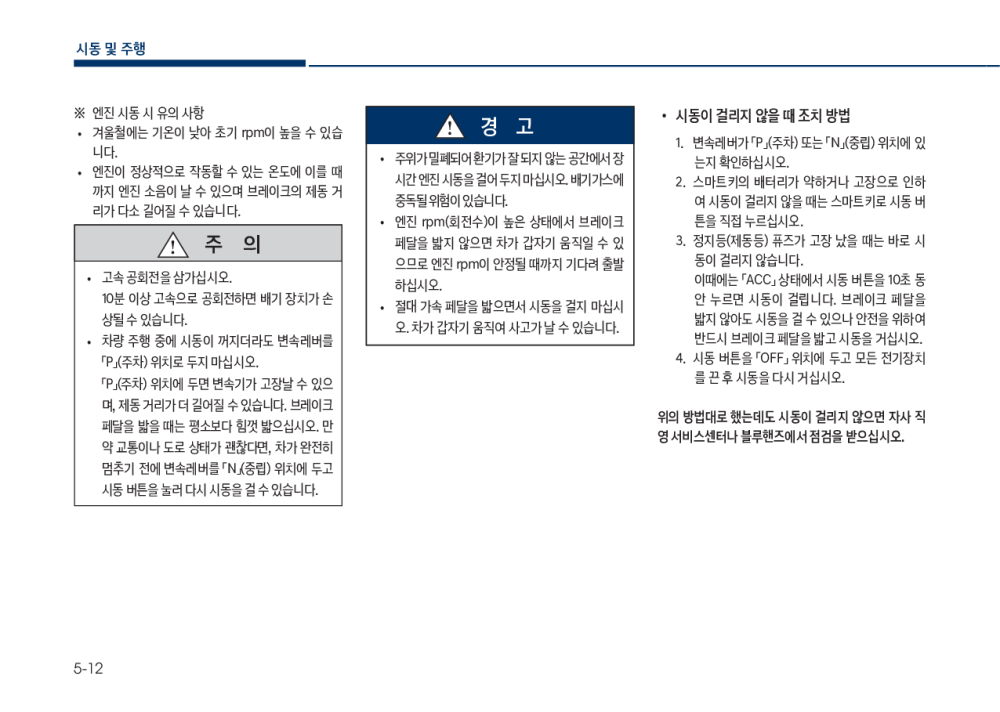 시동 및 주행
※ 엔진 시동 시 유의 사항
• 겨울철에는 기온이 낮아 초기 rpm이 높을 수 있습
니다.
• 엔진이 정상적으로 작동할 수 있는 온도에 이를 때
까지 엔진 소음이 날 수 있으며 브레이크의 제동 거
리가 다소 길어질 수 있습니다.
주 의
• 고속 공회전을 삼가십시오.
10분 이상 고속으로 공회전하면 배기 장치가 손
상될 수 있습니다.
• 차량 주행 중에 시동이 꺼지더라도 변속레버를
「P」(주차) 위치로 두지 마십시오.
「P」(주차) 위치에 두면 변속기가 고장날 수 있으
며, 제동 거리가 더 길어질 수 있습니다. 브레이크
페달을 밟을 때는 평소보다 힘껏 밟으십시오. 만
약 교통이나 도로 상태가 괜찮다면, 차가 완전히
멈추기 전에 변속레버를 「N」(중립) 위치에 두고
시동 버튼을 눌러 다시 시동을 걸 수 있습니다.
경 고
• 주위가 밀폐되어 환기가 잘 되지 않는 공간에서 장
시간 엔진 시동을 걸어 두지 마십시오. 배기가스에
중독될 위험이 있습니다.
• 엔진 rpm(회전수)이 높은 상태에서 브레이크
페달을 밟지 않으면 차가 갑자기 움직일 수 있
으므로 엔진 rpm이 안정될 때까지 기다려 출발
하십시오.
• 절대 가속 페달을 밟으면서 시동을 걸지 마십시
오. 차가 갑자기 움직여 사고가 날 수 있습니다.
• 시동이 걸리지 않을 때 조치 방법
1. 변속레버가 「P」(주차) 또는 「N」(중립) 위치에 있
는지 확인하십시오.
2. 스마트키의 배터리가 약하거나 고장으로 인하
여 시동이 걸리지 않을 때는 스마트키로 시동 버
튼을 직접 누르십시오.
3. 정지등(제동등) 퓨즈가 고장 났을 때는 바로 시
동이 걸리지 않습니다.
이때에는 「ACC」 상태에서 시동 버튼을 10초 동
안 누르면 시동이 걸립니다. 브레이크 페달을
밟지 않아도 시동을 걸 수 있으나 안전을 위하여
반드시 브레이크 페달을 밟고 시동을 거십시오.
4. 시동 버튼을 「OFF」 위치에 두고 모든 전기장치
를 끈 후 시동을 다시 거십시오.
위의 방법대로 했는데도 시동이 걸리지 않으면 자사 직
영 서비스센터나 블루핸즈에서 점검을 받으십시오.
5-12